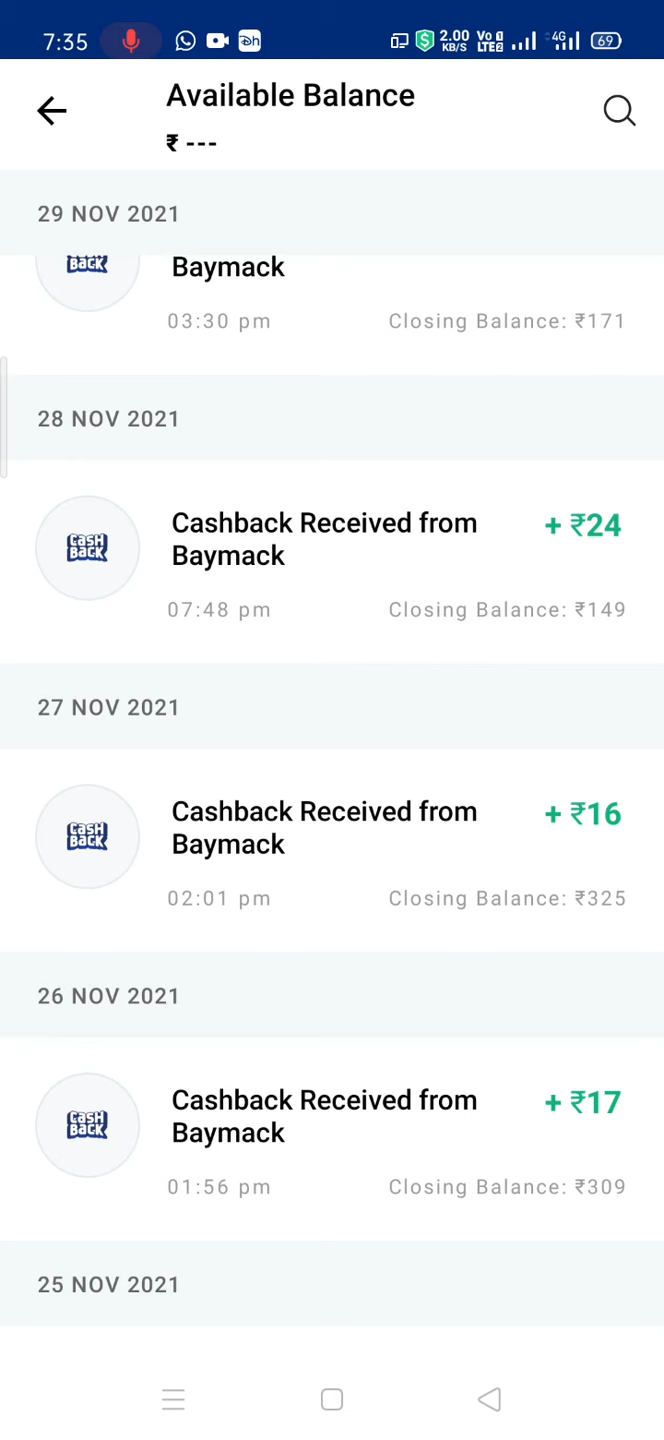 7:35
2.00
KB/S
Vo
LTE2
4G
69
Available Balance
₹ ---
29 NOV 2021
BACK
Baymack
03:30 pm
Closing Balance: ₹171
28 NOV 2021
CASH
BACK
Cashback Received from
+ ₹24
Baymack
07:48 pm
Closing Balance: ₹149
27 NOV 2021
CASH
BACK
Cashback Received from
+ ₹16
Baymack
02:01 pm
Closing Balance: ₹325
26 NOV 2021
CASH
BACK
Cashback Received from
+ ₹17
Baymack
01:56 pm
Closing Balance: ₹309
25 NOV 2021